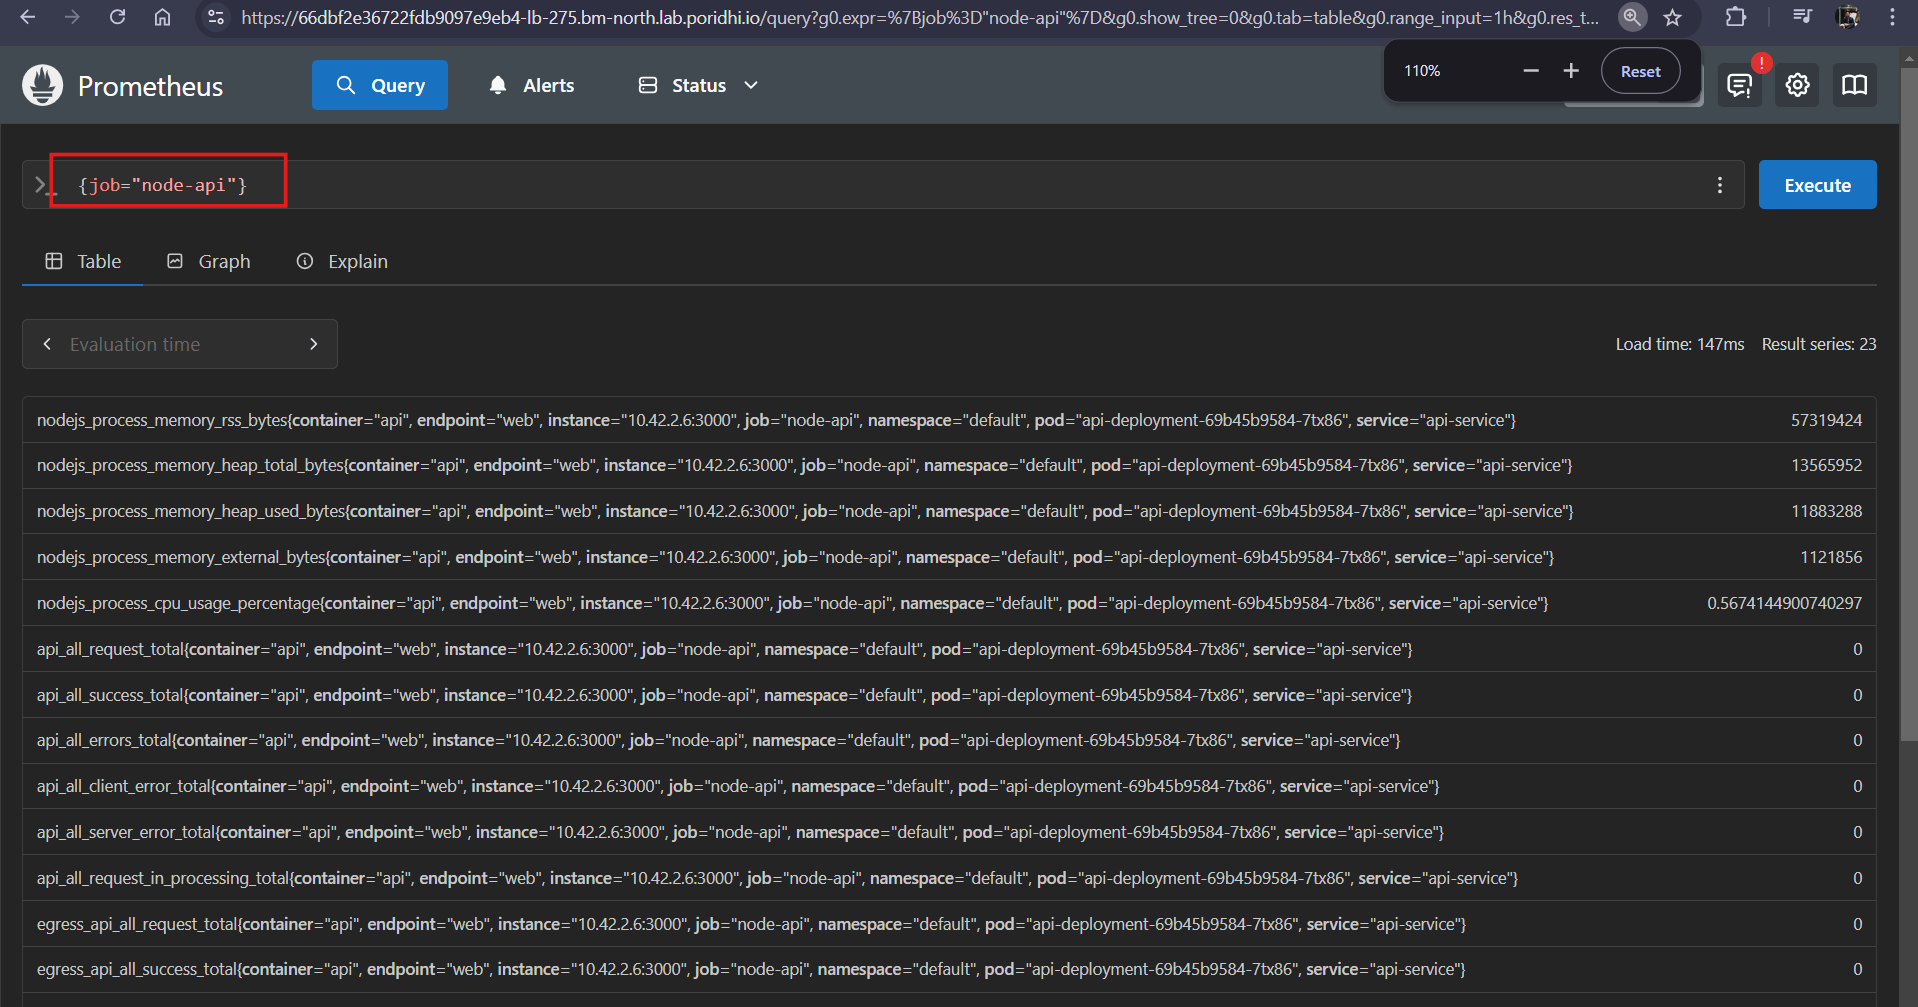 https://66dbf2e36722fdb9097e9eb4-lb-275.bm-north.lab.poridhi.io/query?g0.expr=%7Bjob%3D"node-api"%7D&g0.show_tree=0&g0.tab=table&g0.range_input=1h&g0.res_t...
110%
Reset
Prometheus
Query
Alerts
Status
!
{job="node-api"}
Execute
Table
Graph
Explain
Evaluation time
Load time: 147ms Result series: 23
nodejs_process_memory_rss_bytes{container="api", endpoint="web", instance="10.42.2.6:3000", job="node-api", namespace="default", pod="api-deployment-69b45b9584-7tx86", service="api-service"} 57319424
nodejs_process_memory_heap_total_bytes{container="api", endpoint="web", instance="10.42.2.6:3000", job="node-api", namespace="default", pod="api-deployment-69b45b9584-7tx86", service="api-service"} 13565952
nodejs_process_memory_heap_used_bytes{container="api", endpoint="web", instance="10.42.2.6:3000", job="node-api", namespace="default", pod="api-deployment-69b45b9584-7tx86", service="api-service"} 11883288
nodejs_process_memory_external_bytes{container="api", endpoint="web", instance="10.42.2.6:3000", job="node-api", namespace="default", pod="api-deployment-69b45b9584-7tx86", service="api-service"} 1121856
nodejs_process_cpu_usage_percentage{container="api", endpoint="web", instance="10.42.2.6:3000", job="node-api", namespace="default", pod="api-deployment-69b45b9584-7tx86", service="api-service"} 0.5674144900740297
api_all_request_total{container="api", endpoint="web", instance="10.42.2.6:3000", job="node-api", namespace="default", pod="api-deployment-69b45b9584-7tx86", service="api-service"} 0
api_all_success_total{container="api", endpoint="web", instance="10.42.2.6:3000", job="node-api", namespace="default", pod="api-deployment-69b45b9584-7tx86", service="api-service"} 0
api_all_errors_total{container="api", endpoint="web", instance="10.42.2.6:3000", job="node-api", namespace="default", pod="api-deployment-69b45b9584-7tx86", service="api-service"} 0
api_all_client_error_total{container="api", endpoint="web", instance="10.42.2.6:3000", job="node-api", namespace="default", pod="api-deployment-69b45b9584-7tx86", service="api-service"} 0
api_all_server_error_total{container="api", endpoint="web", instance="10.42.2.6:3000", job="node-api", namespace="default", pod="api-deployment-69b45b9584-7tx86", service="api-service"} 0
api_all_request_in_processing_total{container="api", endpoint="web", instance="10.42.2.6:3000", job="node-api", namespace="default", pod="api-deployment-69b45b9584-7tx86", service="api-service"} 0
egress_api_all_request_total{container="api", endpoint="web", instance="10.42.2.6:3000", job="node-api", namespace="default", pod="api-deployment-69b45b9584-7tx86", service="api-service"} 0
egress_api_all_success_total{container="api", endpoint="web", instance="10.42.2.6:3000", job="node-api", namespace="default", pod="api-deployment-69b45b9584-7tx86", service="api-service"} 0